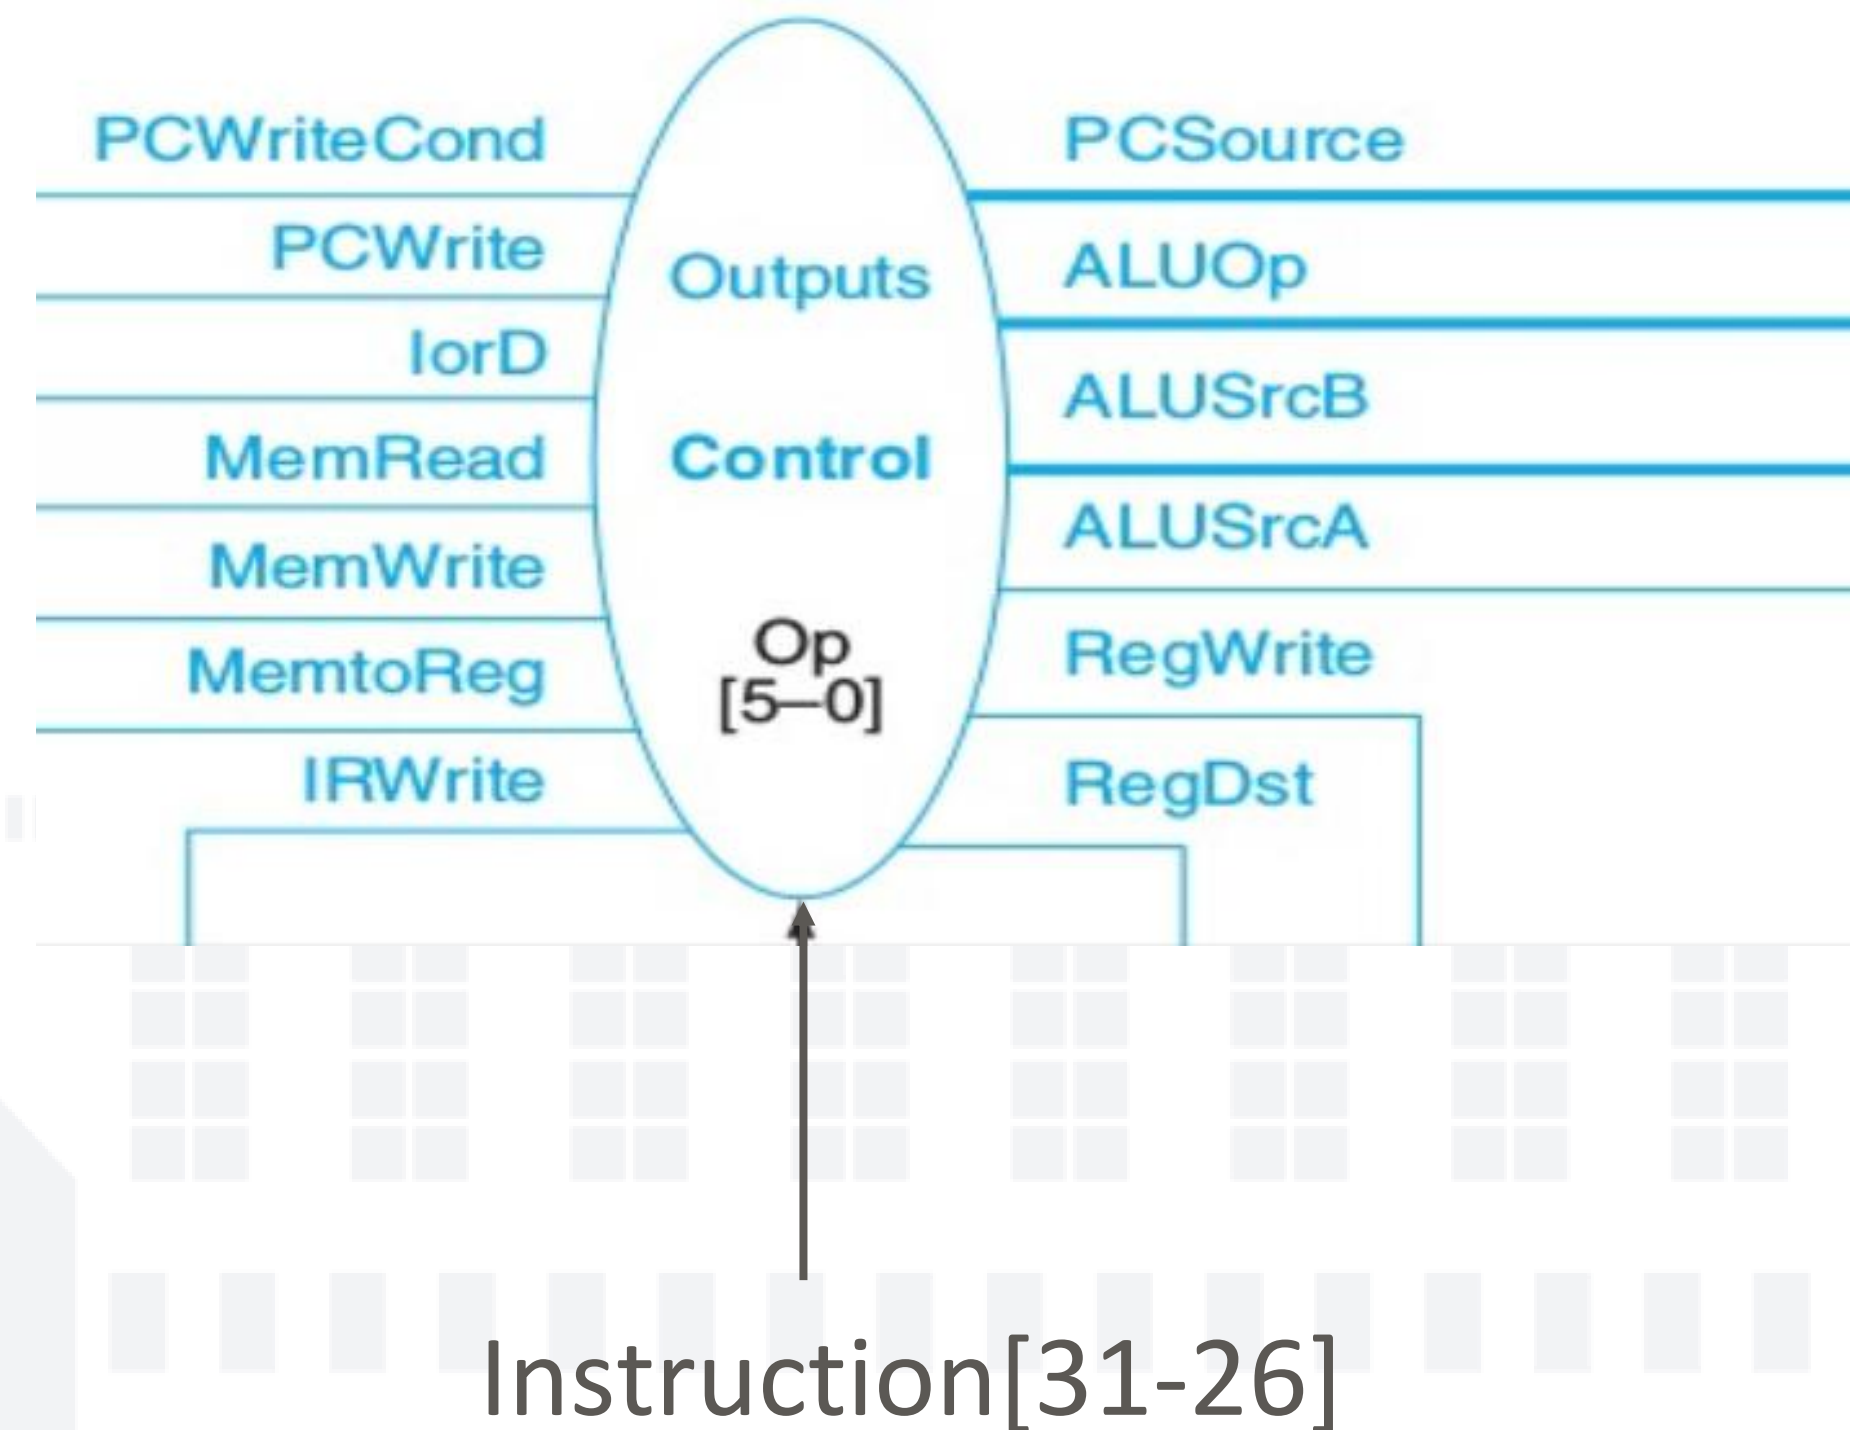 PCWriteCond
PCWrite
IorD
MemRead
MemWrite
MemtoReg
IRWrite
Outputs
Control
Op
[5–0]
PCSource
ALUOp
ALUSrcB
ALUSrcA
RegWrite
RegDst
Instruction[31-26]